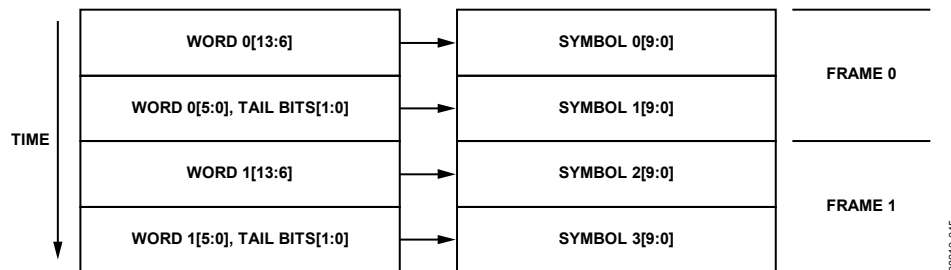 WORD 0[13:6]
SYMBOL 0[9:0]
FRAME 0
WORD 0[5:0], TAIL BITS[1:0]
SYMBOL 1[9:0]
TIME
WORD 1[13:6]
SYMBOL 2[9:0]
FRAME 1
WORD 1[5:0], TAIL BITS[1:0]
SYMBOL 3[9:0]